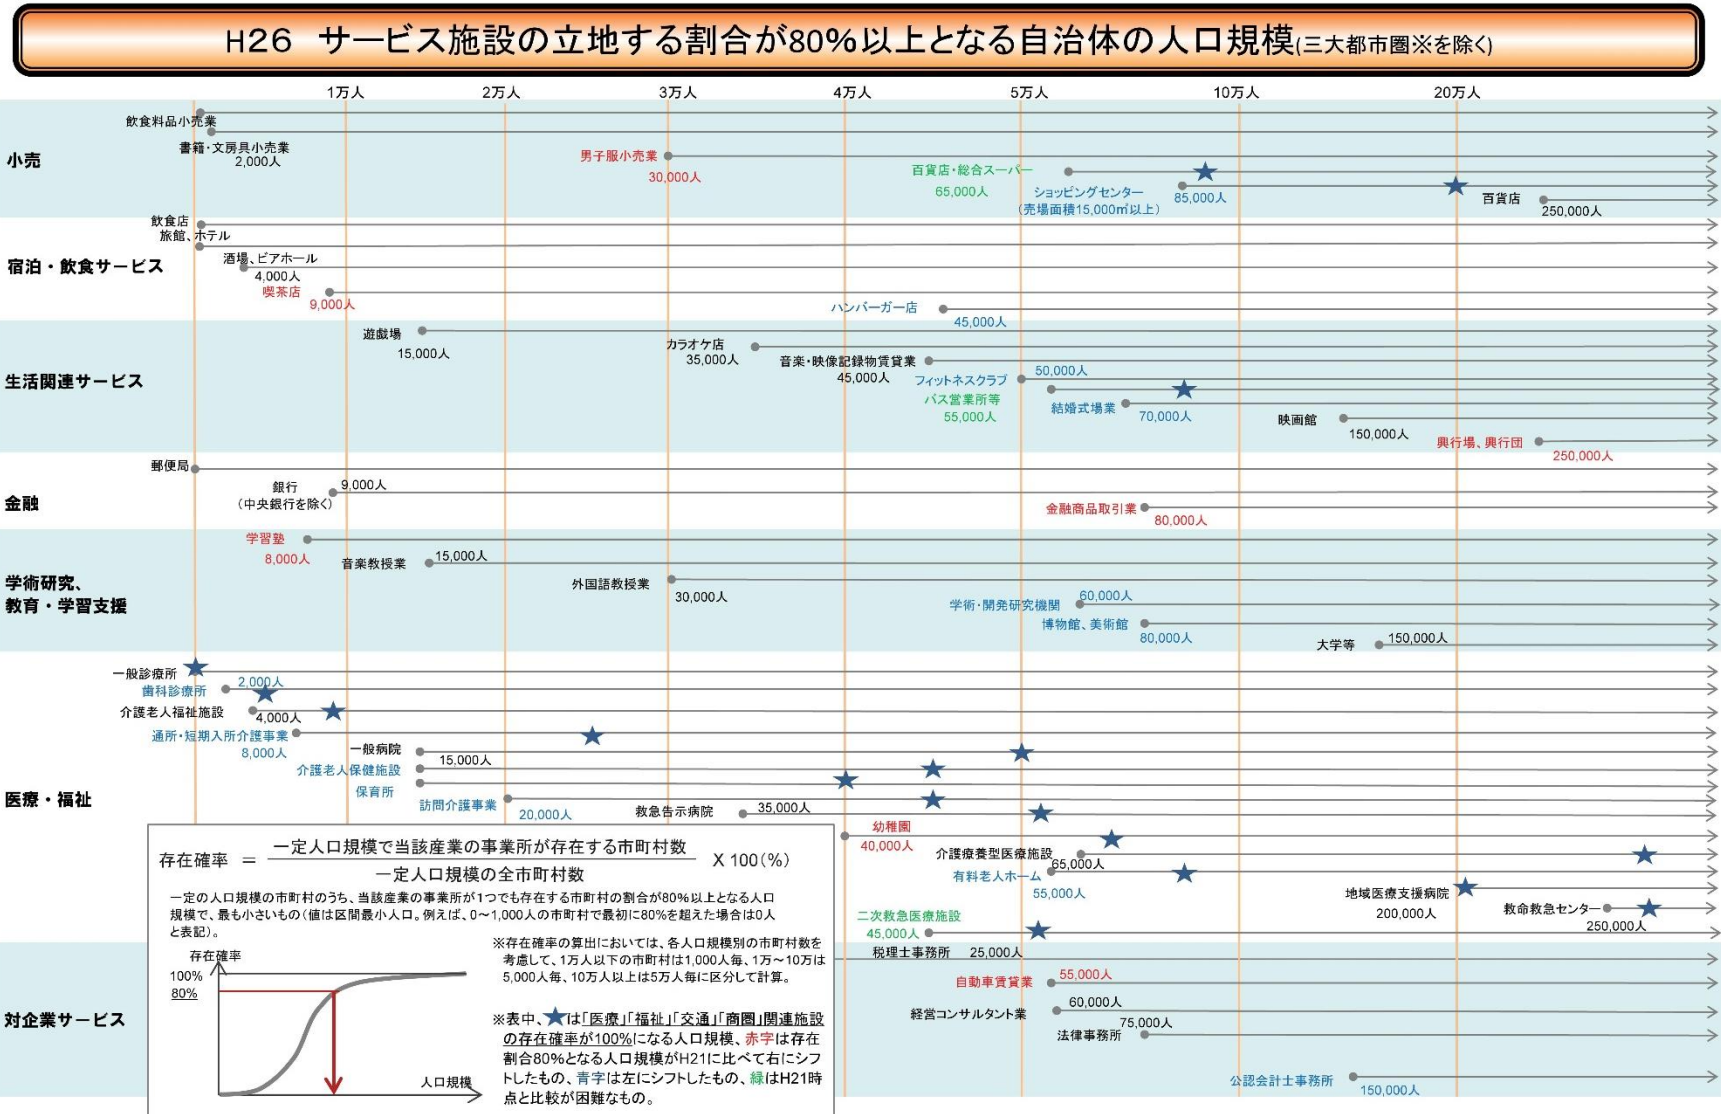 H26 サービス施設の立地する割合が80%以上となる自治体の人口規模(三大都市圏※を除く)
1万人 2万人 3万人 4万人 5万人 10万人 20万人
小売
飲食料品小売業
書籍・文房具小売業
2,000人
男子服小売業
30,000人
百貨店・総合スーパー
65,000人
ショッピングセンター
(売場面積15,000㎡以上)
85,000人
百貨店
250,000人
宿泊・飲食サービス
飲食店
旅館、ホテル
酒場、ビアホール
4,000人
喫茶店
9,000人
ハンバーガー店
45,000人
生活関連サービス
遊戯場
15,000人
カラオケ店
35,000人
音楽・映像記録物賃貸業
45,000人
フィットネスクラブ
50,000人
バス営業所等
55,000人
結婚式場業
70,000人
映画館
150,000人
興行場、興行団
250,000人
金融
郵便局
銀行
(中央銀行を除く)
9,000人
金融商品取引業
80,000人
学術研究、
教育・学習支援
学習塾
8,000人
音楽教授業
15,000人
外国語教授業
30,000人
学術・開発研究機関
60,000人
博物館、美術館
80,000人
大学等
150,000人
医療・福祉
一般診療所
歯科診療所
2,000人
介護老人福祉施設
4,000人
通所・短期入所介護事業
8,000人
一般病院
15,000人
介護老人保健施設
保育所
訪問介護事業
20,000人
救急告示病院
35,000人
幼稚園
40,000人
介護療養型医療施設
65,000人
有料老人ホーム
55,000人
地域医療支援病院
200,000人
救命救急センター
250,000人
二次救急医療施設
45,000人
対企業サービス
税理士事務所 25,000人
自動車賃貸業
55,000人
経営コンサルタント業
60,000人
法律事務所
75,000人
公認会計士事務所
150,000人
存在確率 = 一定人口規模で当該産業の事業所が存在する市町村数 X 100(%)
一定人口規模の全市町村数
一定の人口規模の市町村のうち、当該産業の事業所が1つでも存在する市町村の割合が80%以上となる人口
規模で、最も小さいもの(値は区間最小人口。例えば、0~1,000人の市町村で最初に80%を超えた場合は0人
と表記)。
存在確率
100%
80%
人口規模
※存在確率の算出においては、各人口規模別の市町村数を
考慮して、1万人以下の市町村は1,000人毎、1万~10万は
5,000人毎、10万人以上は5万人毎に区分して計算。
※表中、★は「医療」「福祉」「交通」「商圏」関連施設
の存在確率が100%になる人口規模、赤字は存在
割合80%となる人口規模がH21に比べて右にシフ
トしたもの、青字は左にシフトしたもの、緑はH21時
点と比較が困難なもの。